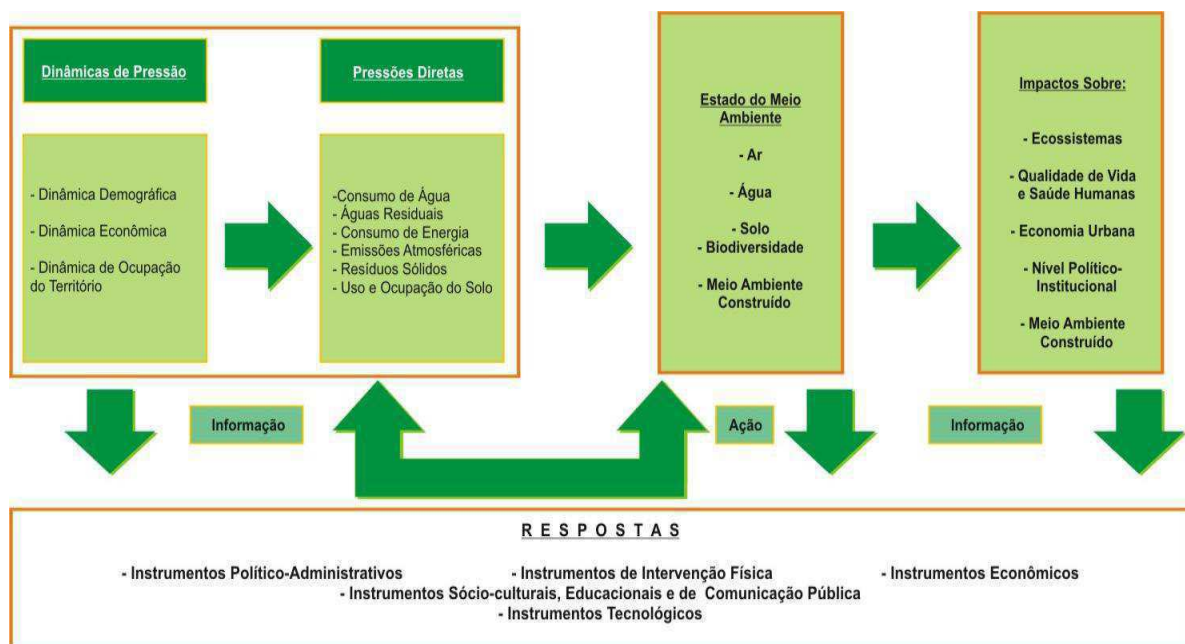 Dinâmicas de Pressão
- Dinâmica Demográfica
- Dinâmica Econômica
- Dinâmica de Ocupação
do Território
Pressões Diretas
-Consumo de Água
- Águas Residuais
- Consumo de Energia
- Emissões Atmosféricas
- Resíduos Sólidos
- Uso e Ocupação do Solo
Estado do Meio
Ambiente
- Ar
- Água
- Solo
- Biodiversidade
- Meio Ambiente
Construído
Impactos Sobre:
- Ecossistemas
- Qualidade de Vida
e Saúde Humanas
- Economia Urbana
- Nível Político-
Institucional
- Meio Ambiente
Construído
Informação
Ação
Informação
R E S P O S T A S
- Instrumentos Político-Administrativos - Instrumentos de Intervenção Física - Instrumentos Econômicos
- Instrumentos Sócio-culturais, Educacionais e de Comunicação Pública
- Instrumentos Tecnológicos